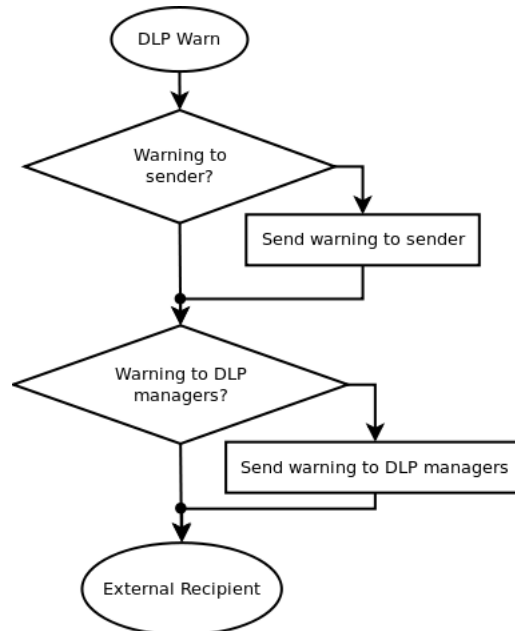 DLP Warn
Warning to
sender?
Send warning to sender
Warning to DLP
managers?
Send warning to DLP managers
External Recipient